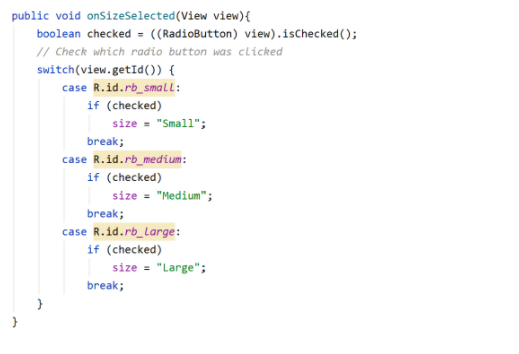 public void onSizeSelected(View view){
    boolean checked = ((RadioButton) view).isChecked();
    // Check which radio button was clicked
    switch(view.getId()) {
        case R.id.rb_small:
            if (checked)
                size = "Small";
            break;
        case R.id.rb_medium:
            if (checked)
                size = "Medium";
            break;
        case R.id.rb_large:
            if (checked)
                size = "Large";
            break;
    }
}